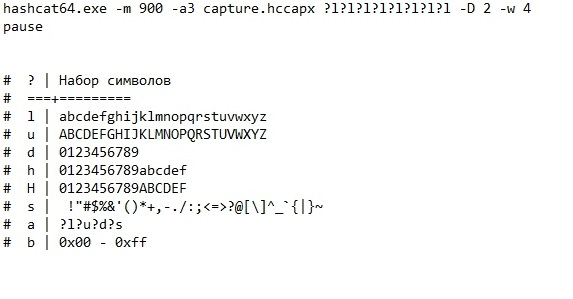 hashcat64.exe -m 900 -a3 capture.hccapx ?l?l?l?l?l?l?l?l -D 2 -w 4
pause
# ? | Набор символов
# ===+=========
# l | abcdefghijklmnopqrstuvwxyz
# u | ABCDEFGHIJKLMNOPQRSTUVWXYZ
# d | 0123456789
# h | 0123456789abcdef
# H | 0123456789ABCDEF
# s |  !"#$%&'()*+,-./:;<=>?@[\]^_`{|}~
# a | ?l?u?d?s
# b | 0x00 - 0xff